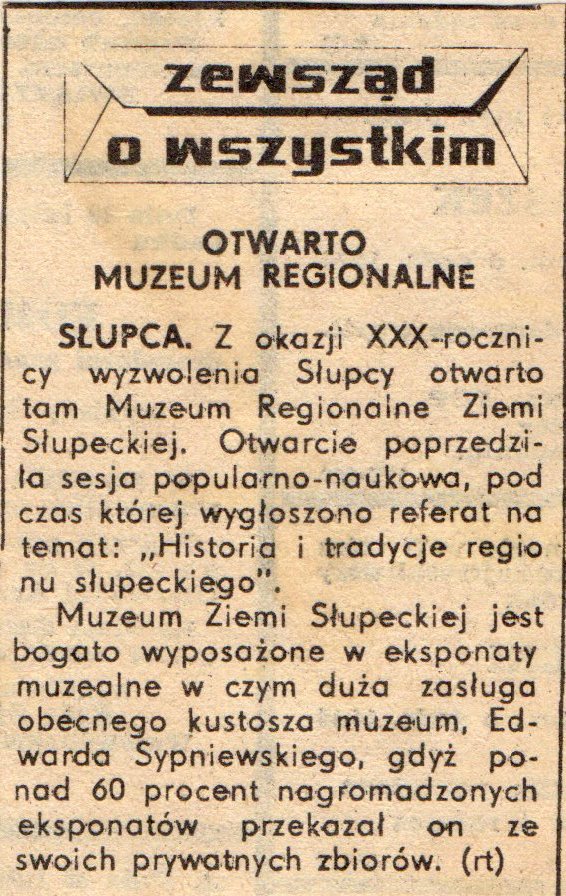 zewsząd
o wszystkim
OTWARTO
MUZEUM REGIONALNE
SŁUPCA. Z okazji XXX-roczni-
cy wyzwolenia Słupcy otwarto
tam Muzeum Regionalne Ziemi
Słupeckiej. Otwarcie poprzedzi-
ła sesja popularno-naukowa, pod
czas której wygłoszono referat na
temat: „Historia i tradycje regio
nu słupeckiego".
Muzeum Ziemi Słupeckiej jest
bogato wyposażone w eksponaty
muzealne w czym duża zasługa
obecnego kustosza muzeum, Ed-
warda Sypniewskiego, gdyż po-
nad 60 procent nagromadzonych
eksponatów przekazał on ze
swoich prywatnych zbiorów. (rt)